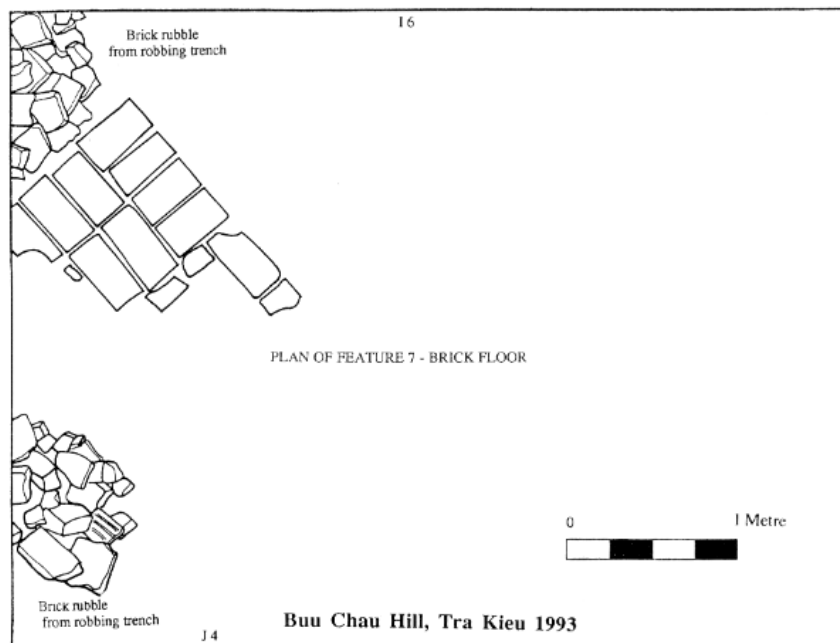 I 6
Brick rubble
from robbing trench
PLAN OF FEATURE 7 - BRICK FLOOR
0 1 Metre
Brick rubble
from robbing trench
J 4
Buu Chau Hill, Tra Kieu 1993